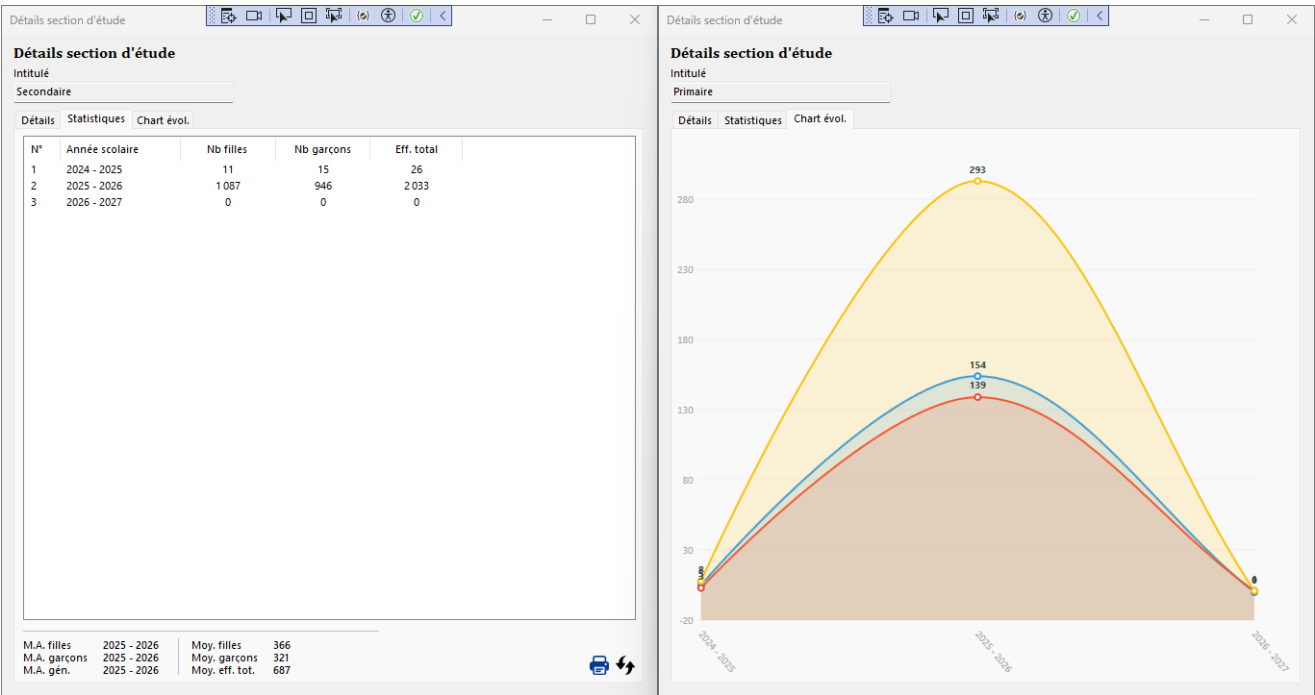 Détails section d'étude
Détails section d'étude
Intitulé
Secondaire
Détails Statistiques Chart évol.
N° Année scolaire Nb filles Nb garçons Eff. total
1 2024 - 2025 11 15 26
2 2025 - 2026 1 087 946 2 033
3 2026 - 2027 0 0 0
M.A. filles 2025 - 2026 Moy. filles 366
M.A. garçons 2025 - 2026 Moy. garçons 321
M.A. gén. 2025 - 2026 Moy. eff. tot. 687
Détails section d'étude
Détails section d'étude
Intitulé
Primaire
Détails Statistiques Chart évol.
293
280
230
180
154
139
130
80
30
-20
2024 - 2025
2025 - 2026
2026 - 2027